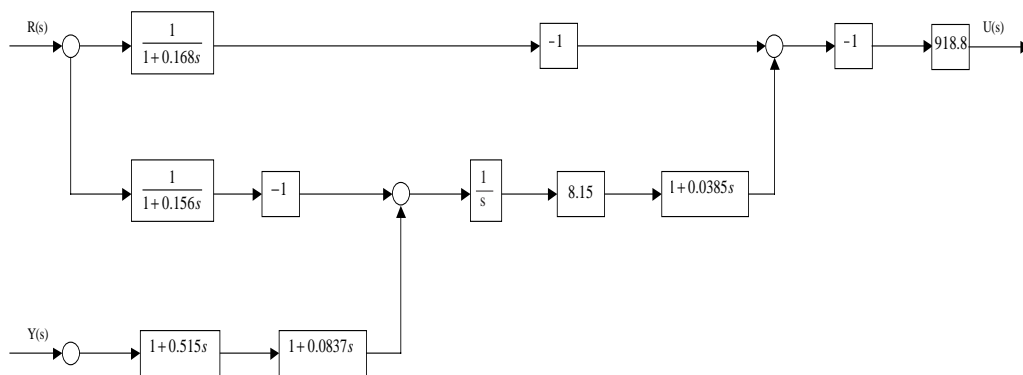 R(s)
1
1+0.168s
−1
−1
918.8
U(s)
1
1+0.156s
−1
1
s
8.15
1+0.0385s
Y(s)
1+0.515s
1+0.0837s